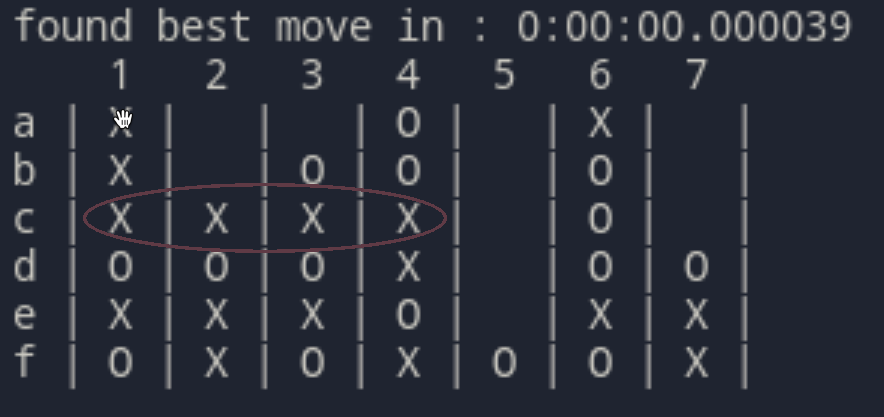 found best move in : 0:00:00.000039
1 2 3 4 5 6 7
a | X | | | O | | X | |
b | X | | O | O | | O | |
c | X | X | X | X | | O | |
d | O | O | O | X | | O | O |
e | X | X | X | O | | X | X |
f | O | X | O | X | O | O | X |